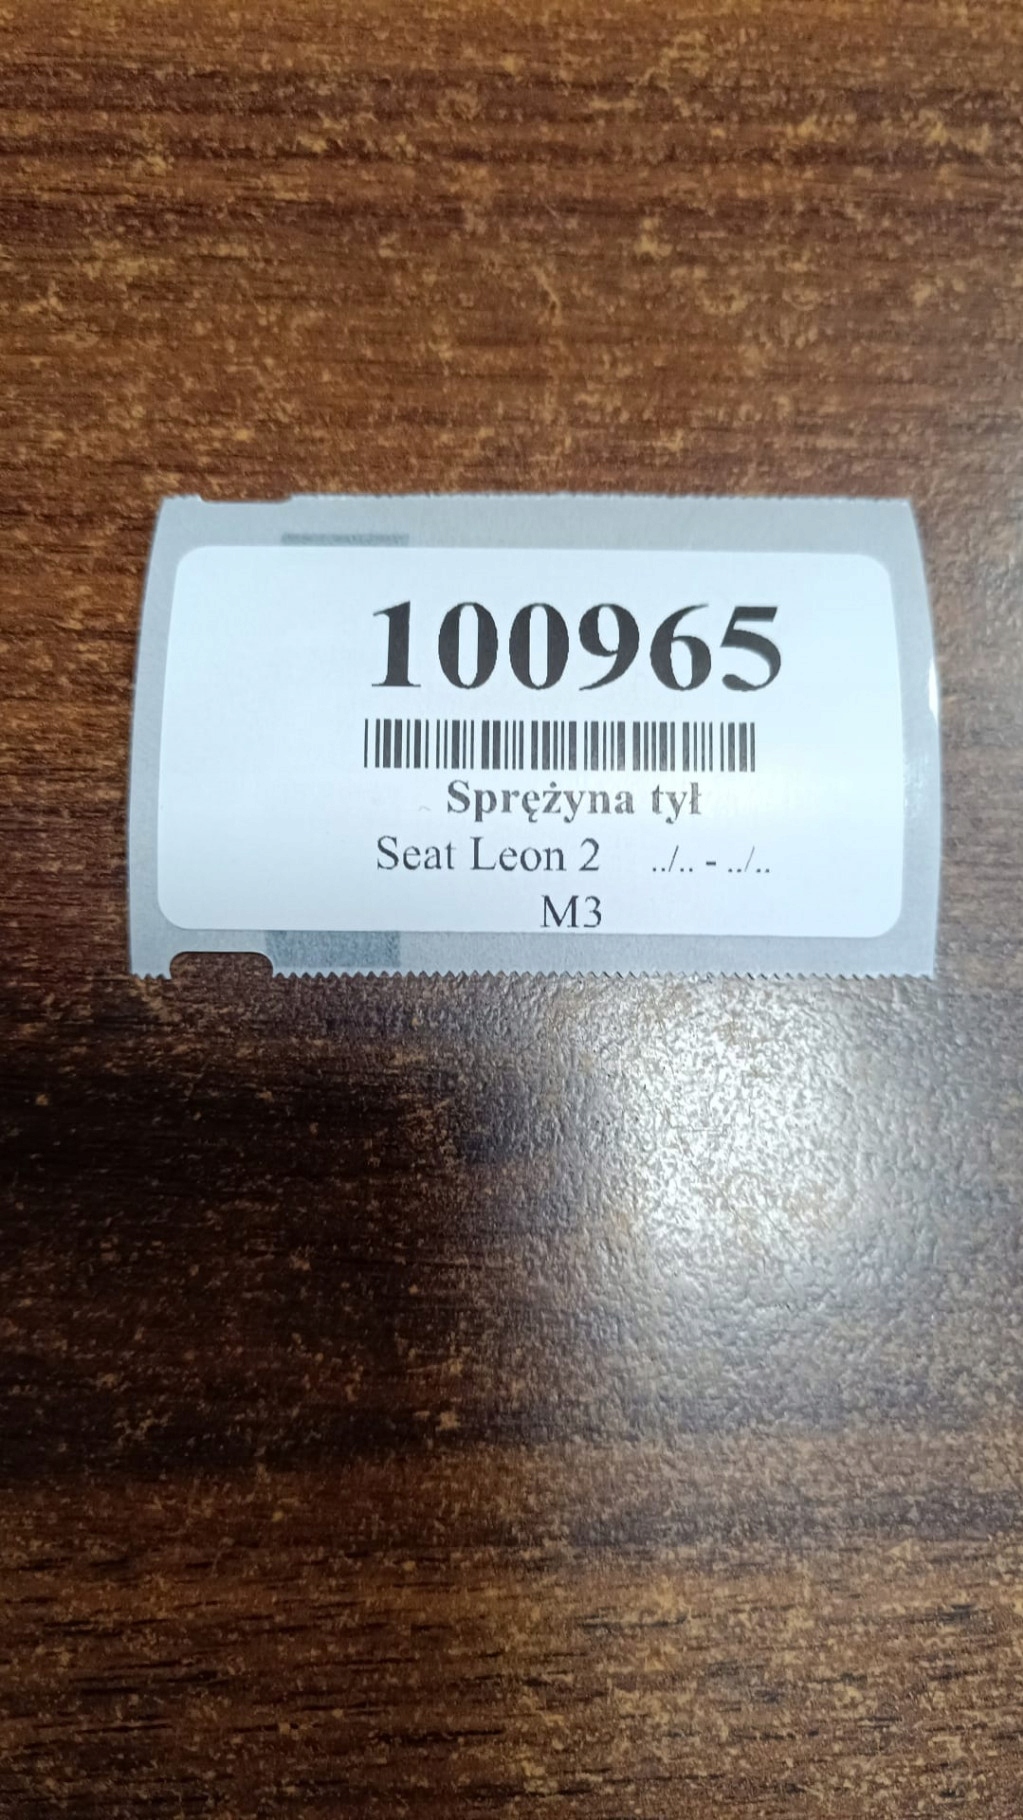 100965
Sprężyna tył
Seat Leon 2 ../.. - ../..
M3